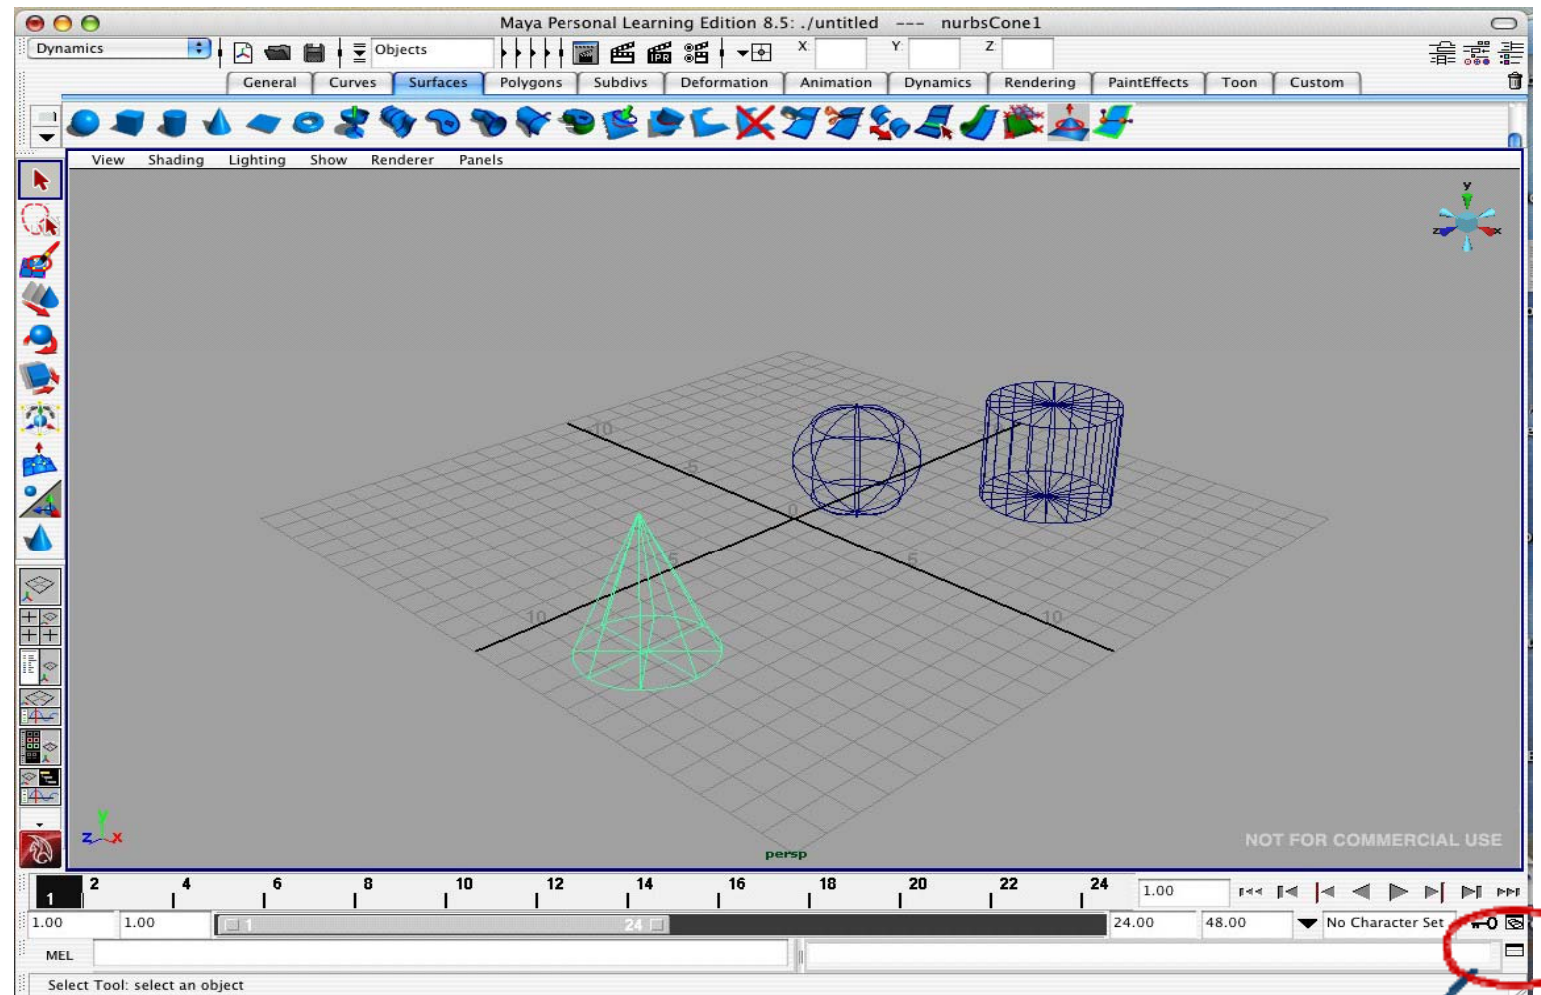 Maya Personal Learning Edition 8.5: ./untitled --- nurbsCone1
Dynamics Objects X: Y: Z:
General Curves Surfaces Polygons Subdivs Deformation Animation Dynamics Rendering PaintEffects Toon Custom
View Shading Lighting Show Renderer Panels
y
z x
10
5
0
5 5
10 10
y
z x
persp
NOT FOR COMMERCIAL USE
1 2 4 6 8 10 12 14 16 18 20 22 24 1.00
1.00 1.00 1 24 24.00 48.00 No Character Set
MEL
Select Tool: select an object